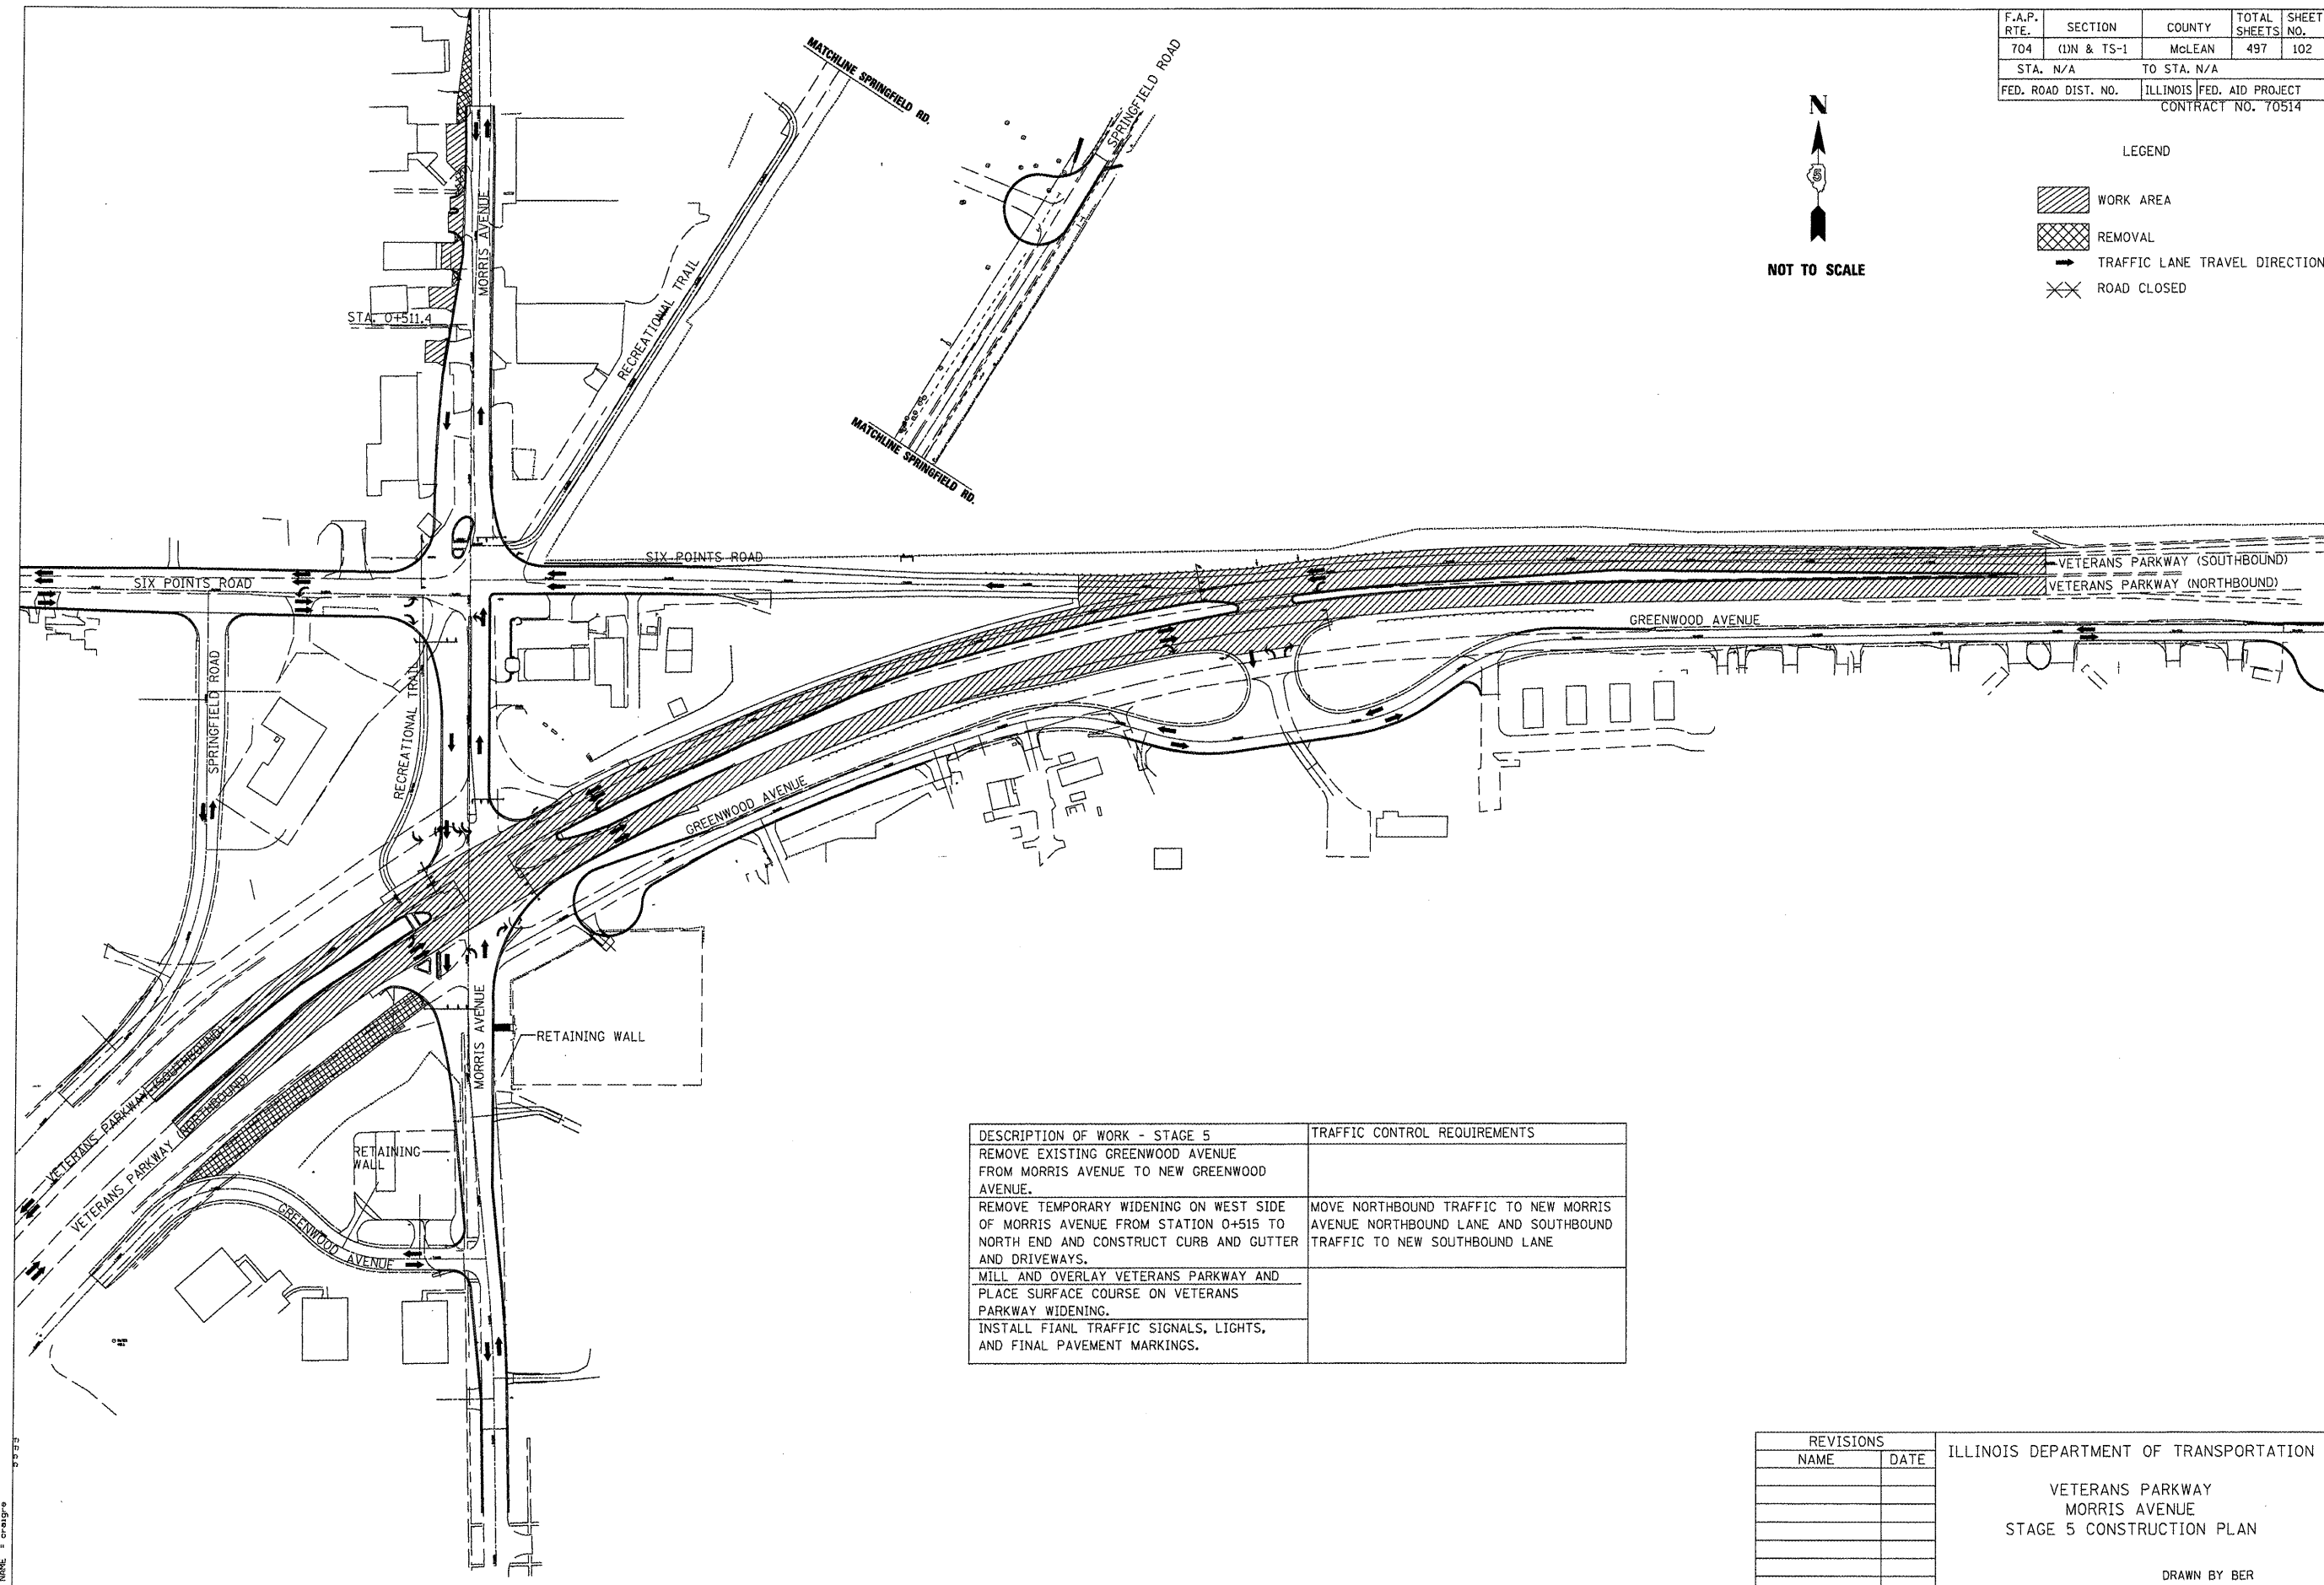 F.A.P. RTE. SECTION COUNTY TOTAL SHEETS SHEET NO.
704 (1)N & TS-1 McLEAN 497 102
STA. N/A TO STA. N/A
FED. ROAD DIST. NO. ILLINOIS FED. AID PROJECT
CONTRACT NO. 70514
N
5
NOT TO SCALE
LEGEND
WORK AREA
REMOVAL
TRAFFIC LANE TRAVEL DIRECTION
ROAD CLOSED
MATCHLINE SPRINGFIELD RD.
SPRINGFIELD ROAD
MATCHLINE SPRINGFIELD RD.
MORRIS AVENUE
RECREATIONAL TRAIL
STA. 0+511.4
SIX POINTS ROAD
SIX POINTS ROAD
VETERANS PARKWAY (SOUTHBOUND)
VETERANS PARKWAY (NORTHBOUND)
GREENWOOD AVENUE
SPRINGFIELD ROAD
RECREATIONAL TRAIL
GREENWOOD AVENUE
MORRIS AVENUE
RETAINING WALL
VETERANS PARKWAY (SOUTHBOUND)
VETERANS PARKWAY (NORTHBOUND)
RETAINING
WALL
GREENWOOD AVENUE
DESCRIPTION OF WORK - STAGE 5
TRAFFIC CONTROL REQUIREMENTS
REMOVE EXISTING GREENWOOD AVENUE
FROM MORRIS AVENUE TO NEW GREENWOOD
AVENUE.
REMOVE TEMPORARY WIDENING ON WEST SIDE
OF MORRIS AVENUE FROM STATION 0+515 TO
NORTH END AND CONSTRUCT CURB AND GUTTER
AND DRIVEWAYS.
MOVE NORTHBOUND TRAFFIC TO NEW MORRIS
AVENUE NORTHBOUND LANE AND SOUTHBOUND
TRAFFIC TO NEW SOUTHBOUND LANE
MILL AND OVERLAY VETERANS PARKWAY AND
PLACE SURFACE COURSE ON VETERANS
PARKWAY WIDENING.
INSTALL FIANL TRAFFIC SIGNALS, LIGHTS,
AND FINAL PAVEMENT MARKINGS.
REVISIONS
NAME DATE
ILLINOIS DEPARTMENT OF TRANSPORTATION
VETERANS PARKWAY
MORRIS AVENUE
STAGE 5 CONSTRUCTION PLAN
DRAWN BY BER
NAME = craigrs